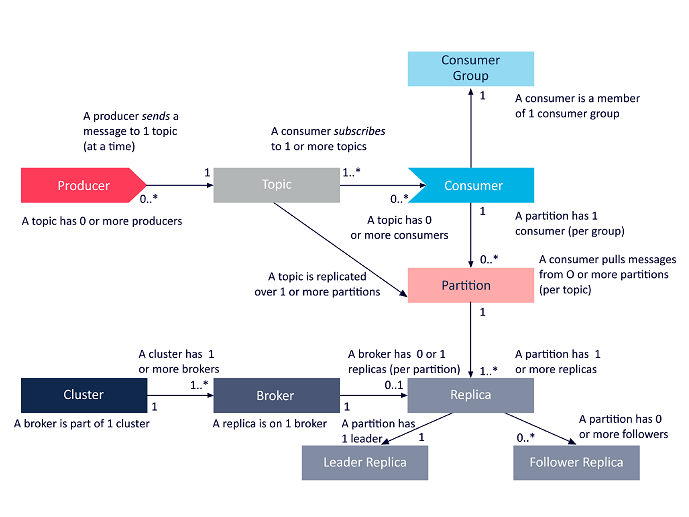 Consumer
Group
1
A consumer is a member
of 1 consumer group
A producer sends a
message to 1 topic
(at a time)
A consumer subscribes
to 1 or more topics
Producer
1
0..*
Topic
1..*
0..*
Consumer
A topic has 0 or more producers
A topic has 0
or more consumers
1
A partition has 1
consumer (per group)
0..*
A consumer pulls messages
from O or more partitions
(per topic)
A topic is replicated
over 1 or more partitions
Partition
1
A cluster has 1
or more brokers
A broker has 0 or 1
replicas (per partition)
A partition has 1
or more replicas
1..*
Cluster
1..*
1
Broker
0..1
1
Replica
A broker is part of 1 cluster
A replica is on 1 broker
A partition has
1 leader
1
A partition has 0
or more followers
0..*
Leader Replica
Follower Replica